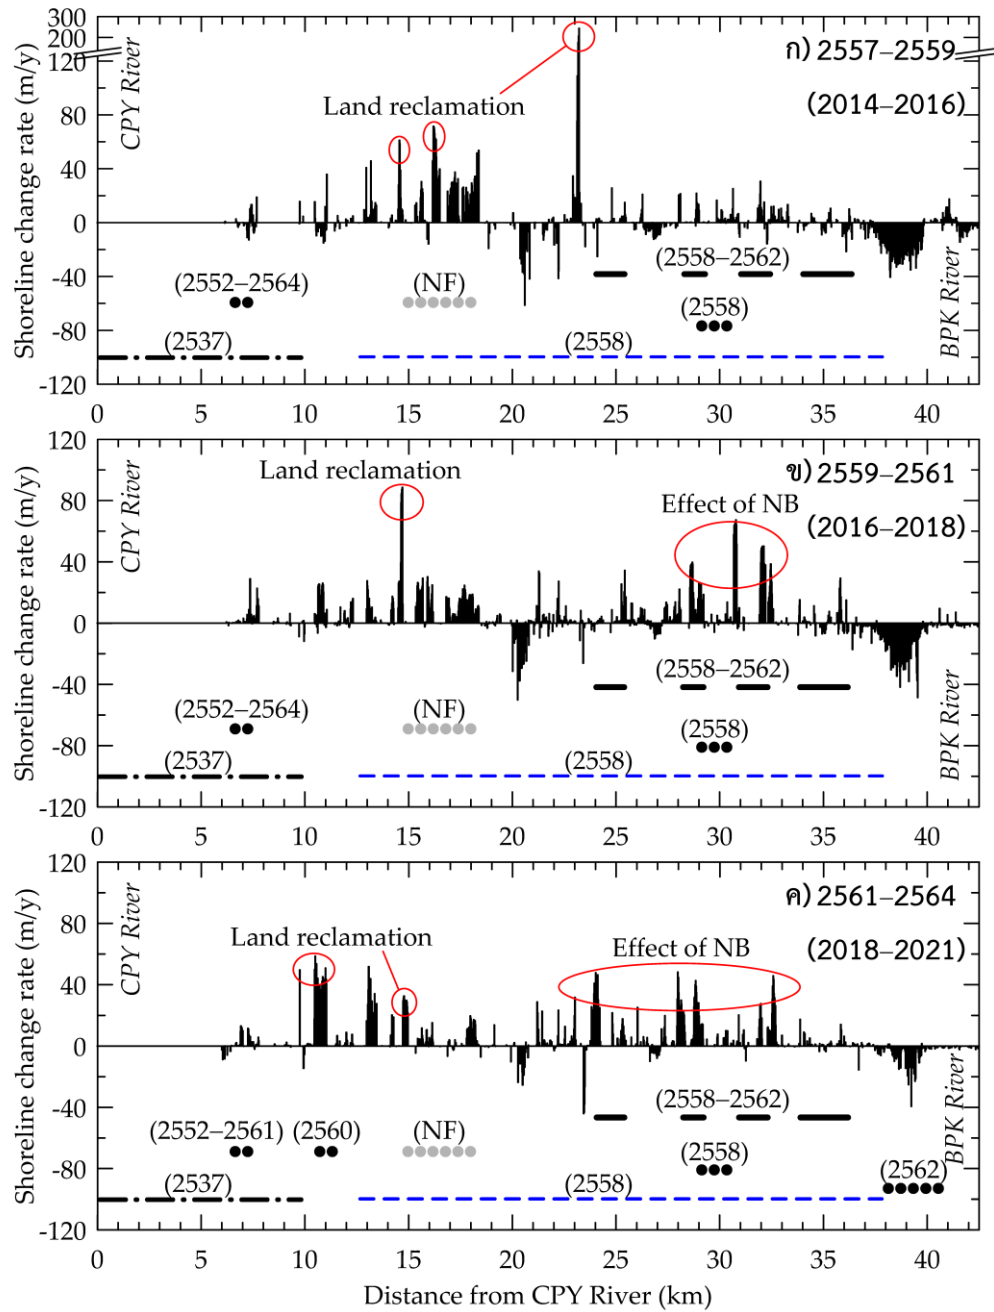 300
200
120
80
40
0
-40
-80
-120
Shoreline change rate (m/y)
CPY River
Land reclamation
ก) 2557–2559
(2014–2016)
(2558–2562)
(2552–2564)
(NF)
(2558)
(2537)
(2558)
BPK River
0 5 10 15 20 25 30 35 40
120
80
40
0
-40
-80
-120
Shoreline change rate (m/y)
CPY River
Land reclamation
ข) 2559–2561
Effect of NB
(2016–2018)
(2558–2562)
(2552–2564)
(NF)
(2558)
(2537)
(2558)
BPK River
0 5 10 15 20 25 30 35 40
120
80
40
0
-40
-80
-120
Shoreline change rate (m/y)
CPY River
ค) 2561–2564
Land reclamation
Effect of NB
(2018–2021)
(2558–2562)
(2552–2561)
(2560)
(NF)
(2558)
(2537)
(2558)
(2562)
BPK River
0 5 10 15 20 25 30 35 40
Distance from CPY River (km)